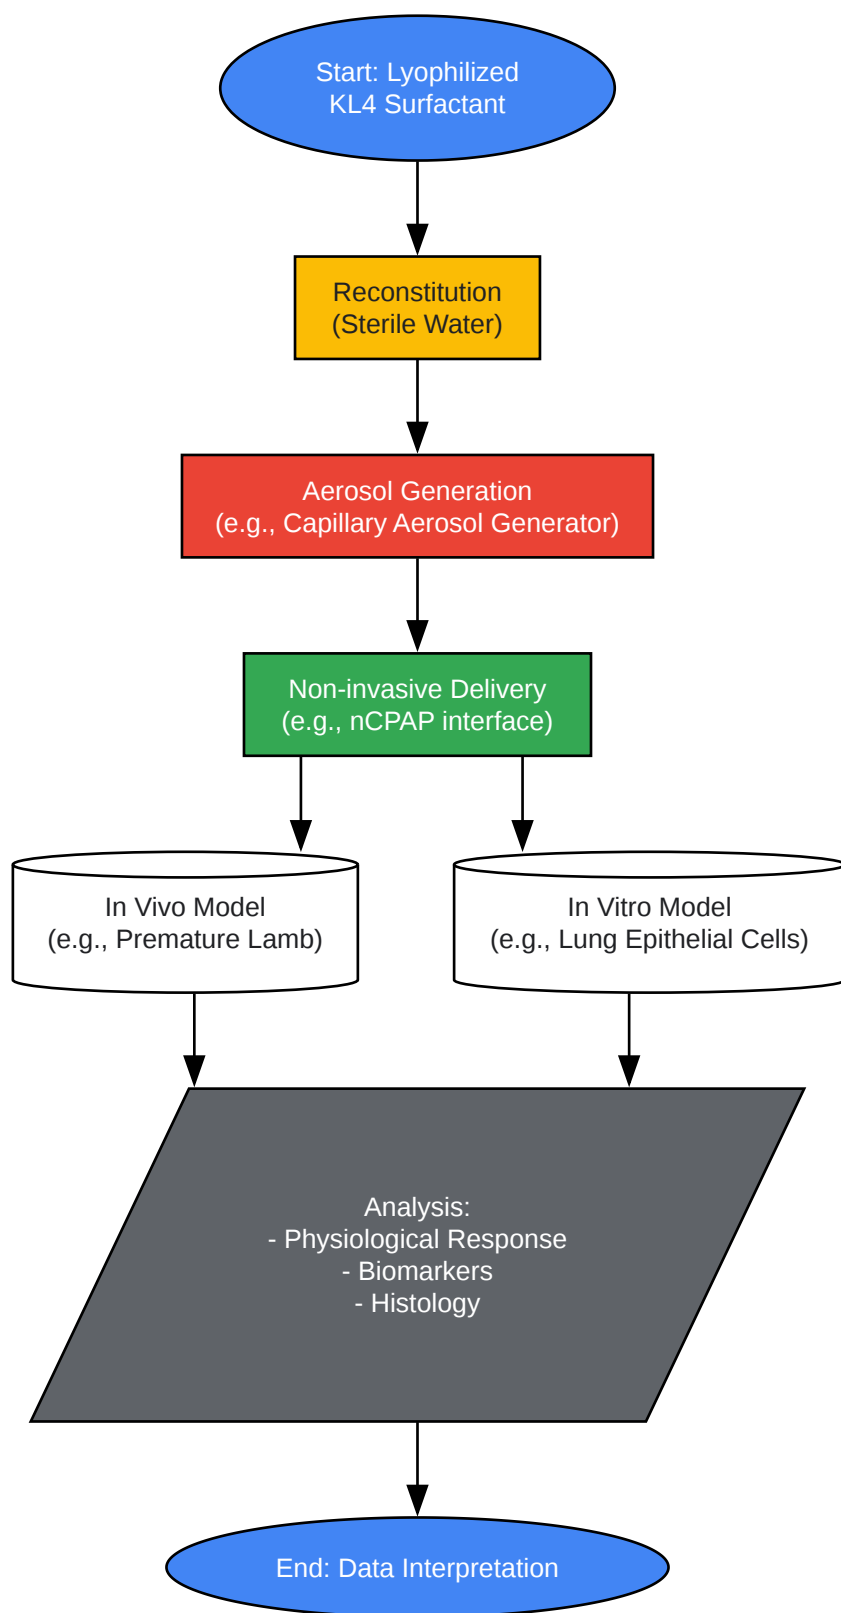 Start: Lyophilized
KL4 Surfactant
Reconstitution
(Sterile Water)
Aerosol Generation
(e.g., Capillary Aerosol Generator)
Non-invasive Delivery
(e.g., nCPAP interface)
In Vivo Model
(e.g., Premature Lamb)
In Vitro Model
(e.g., Lung Epithelial Cells)
Analysis:
- Physiological Response
- Biomarkers
- Histology
End: Data Interpretation